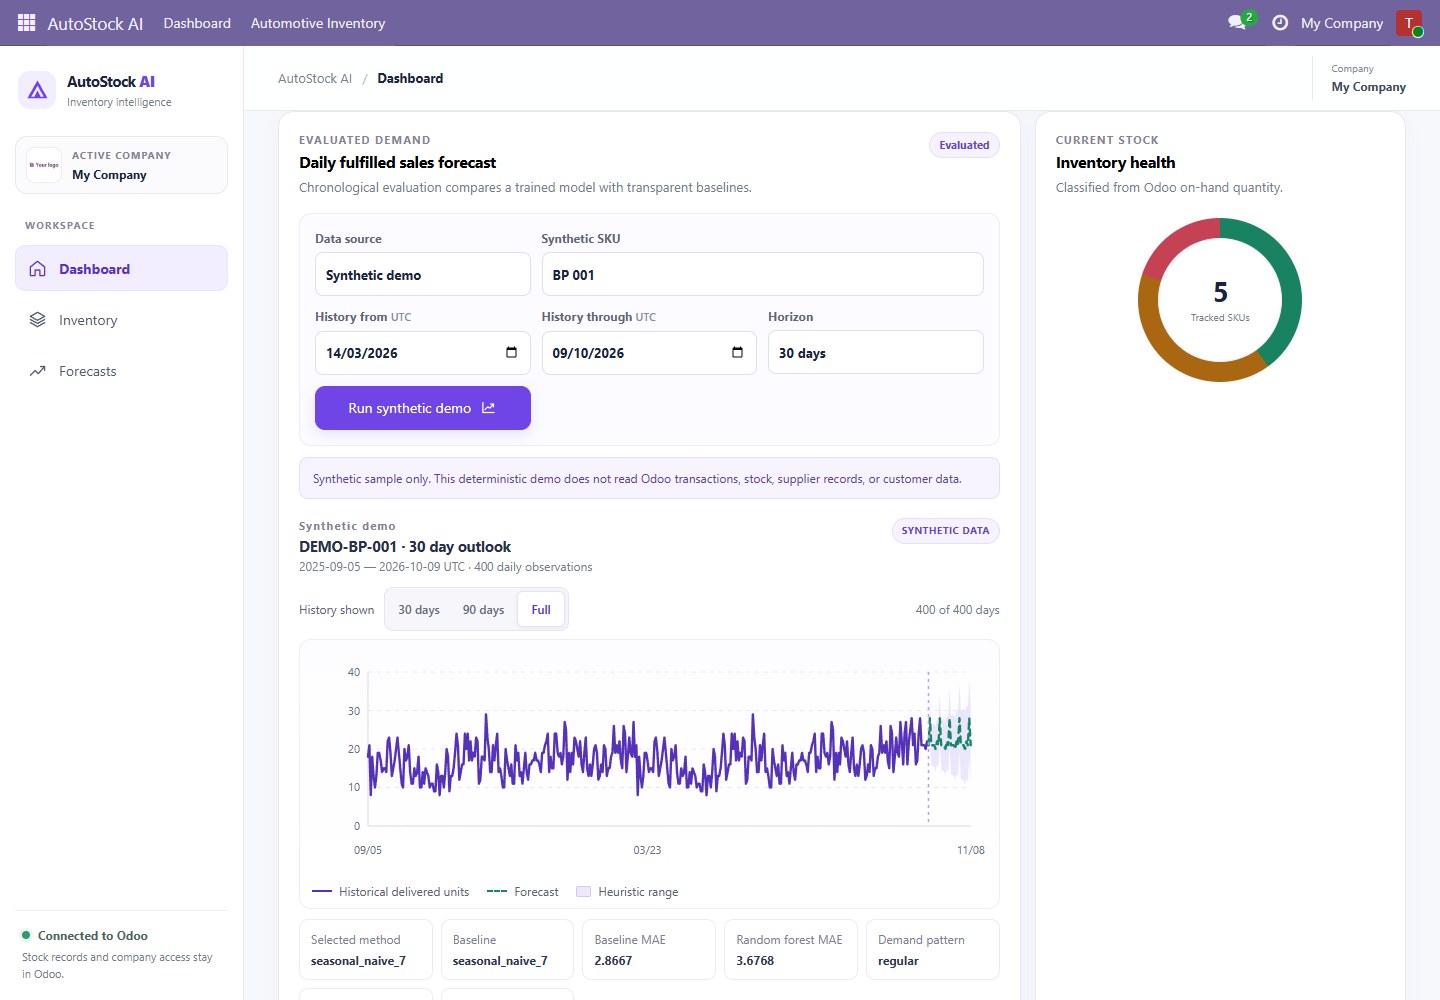 AutoStock AI
Dashboard
Automotive Inventory
2
My Company
T
AutoStock AI
Inventory intelligence
Your logo
ACTIVE COMPANY
My Company
WORKSPACE
Dashboard
Inventory
Forecasts
Connected to Odoo
Stock records and company access stay
in Odoo.
AutoStock AI / Dashboard
Company
My Company
EVALUATED DEMAND
Daily fulfilled sales forecast
Chronological evaluation compares a trained model with transparent baselines.
Evaluated
Data source
Synthetic demo
Synthetic SKU
BP 001
History from UTC
14/03/2026
History through UTC
09/10/2026
Horizon
30 days
Run synthetic demo
Synthetic sample only. This deterministic demo does not read Odoo transactions, stock, supplier records, or customer data.
Synthetic demo
DEMO-BP-001 · 30 day outlook
2025-09-05 — 2026-10-09 UTC · 400 daily observations
SYNTHETIC DATA
History shown
30 days
90 days
Full
400 of 400 days
40
30
20
10
0
09/05
03/23
11/08
Historical delivered units
Forecast
Heuristic range
Selected method
seasonal_naive_7
Baseline
seasonal_naive_7
Baseline MAE
2.8667
Random forest MAE
3.6768
Demand pattern
regular
CURRENT STOCK
Inventory health
Classified from Odoo on-hand quantity.
5
Tracked SKUs